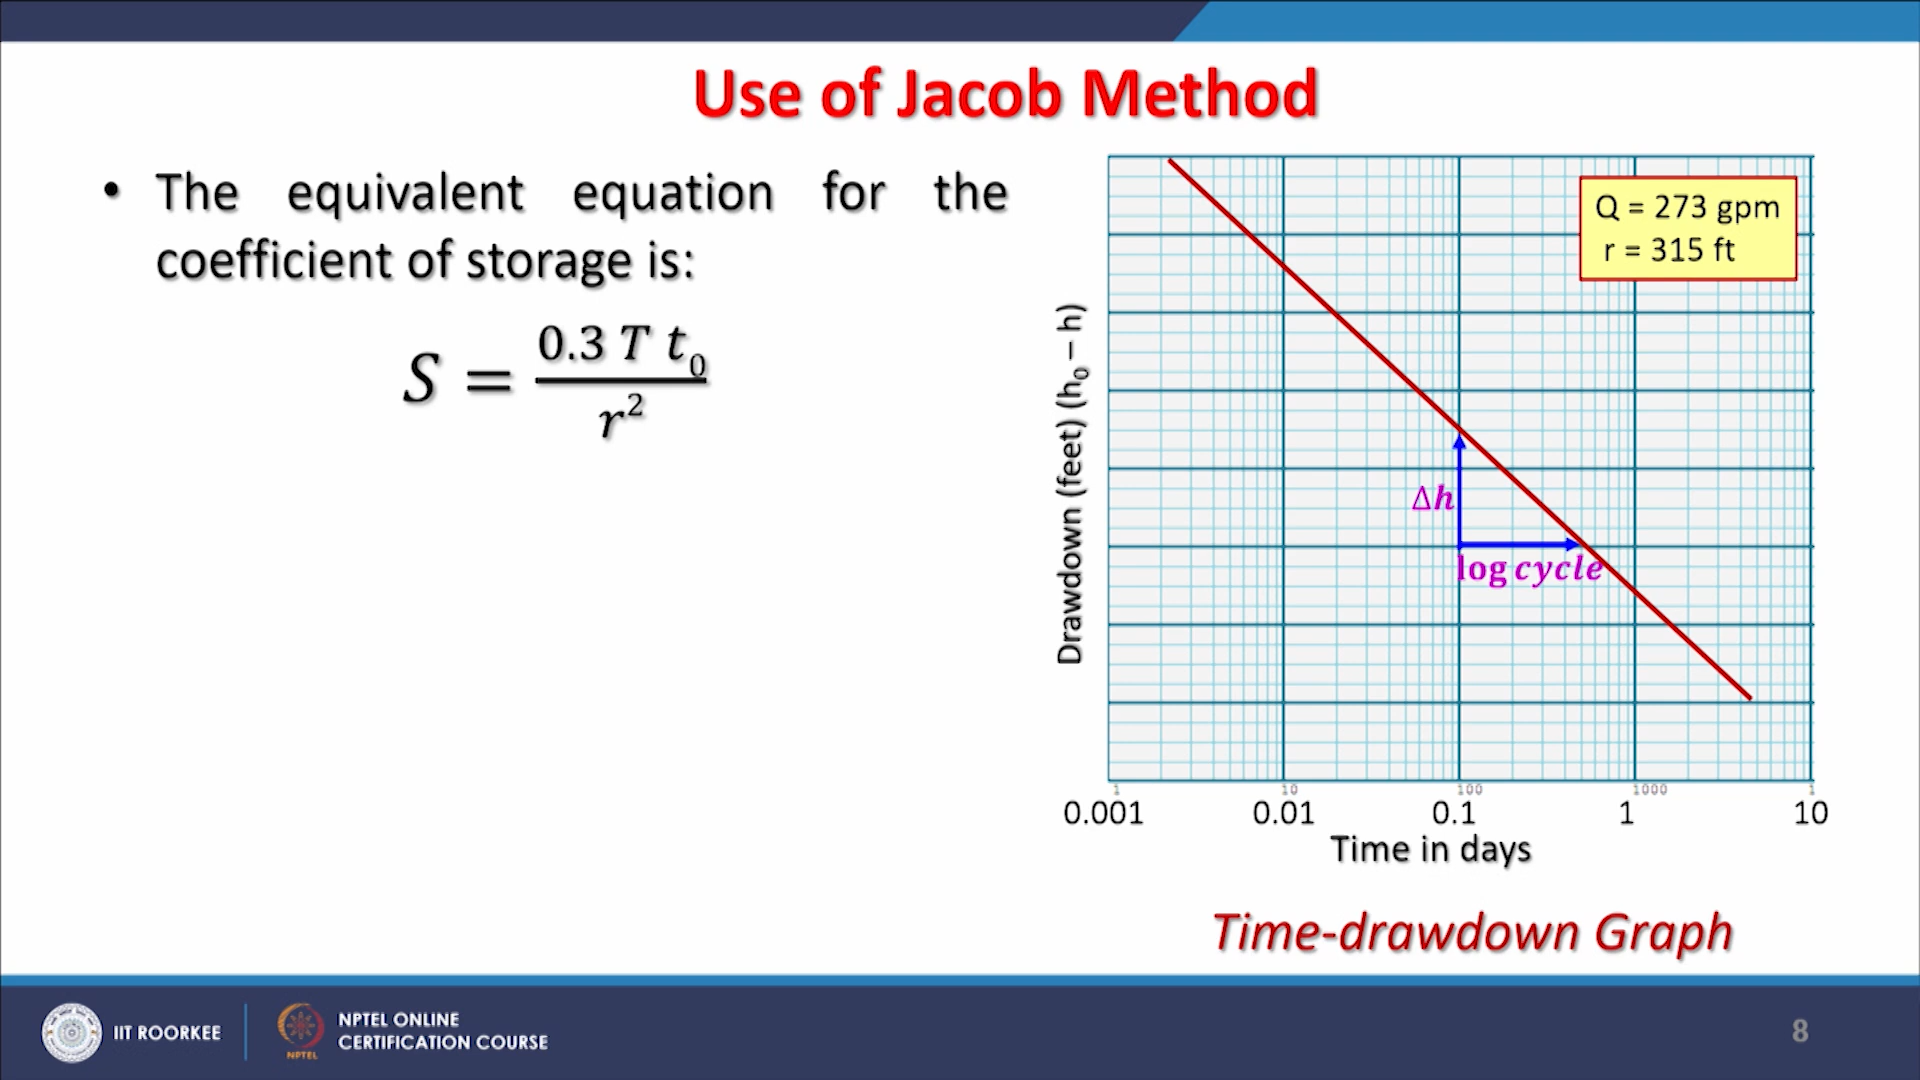 Use of Jacob Method
• The equivalent equation for the
coefficient of storage is:
S = 0.3 T t₀ / r²
Q = 273 gpm
r = 315 ft
Drawdown (feet) (h₀ – h)
Δh
log cycle
1 10 100 1000 1
0.001 0.01 0.1 1 10
Time in days
Time-drawdown Graph
IIT ROORKEE
NPTEL
NPTEL ONLINE
CERTIFICATION COURSE
8